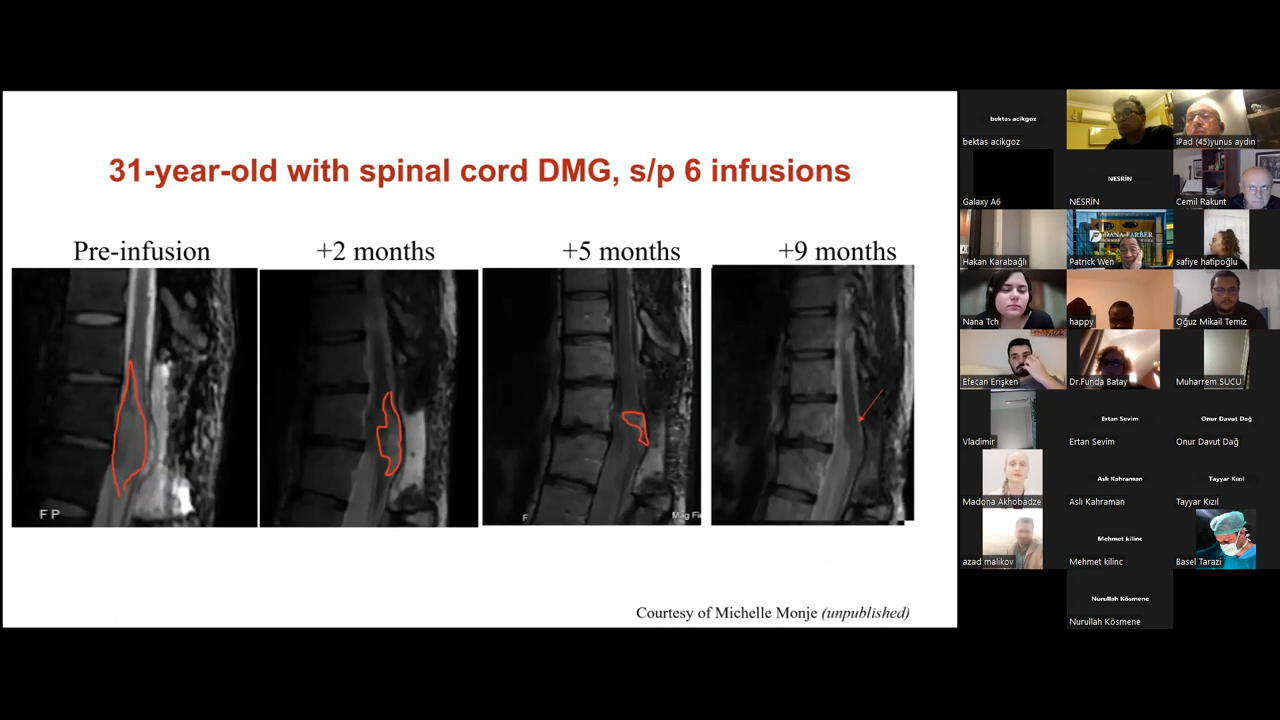 31-year-old with spinal cord DMG, s/p 6 infusions
Pre-infusion
+2 months
+5 months
+9 months
F P
F
Mag Fi
Courtesy of Michelle Monje (unpublished)
bektas acikgoz
bektas acikgoz
iPad (45)yunus aydın
Galaxy A6
NESRİN
NESRİN
Cemil Rakunt
Hakan Karabağlı
DANA-FARBER
Patrick Wen
safiye hatipoğlu
Nana Tch
happy
Oğuz Mikail Temiz
Efecan Erişken
Dr.Funda Batay
Muharrem SUCU
Vladimir
Ertan Sevim
Ertan Sevim
Onur Davut Dağ
Onur Davut Dağ
Madona Akhobadze
Aslı Kahraman
Aslı Kahraman
Tayyar Kızıl
Tayyar Kızıl
azad malikov
Mehmet kilinc
Mehmet kilinc
Basel Tarazi
Nurullah Kösmene
Nurullah Kösmene